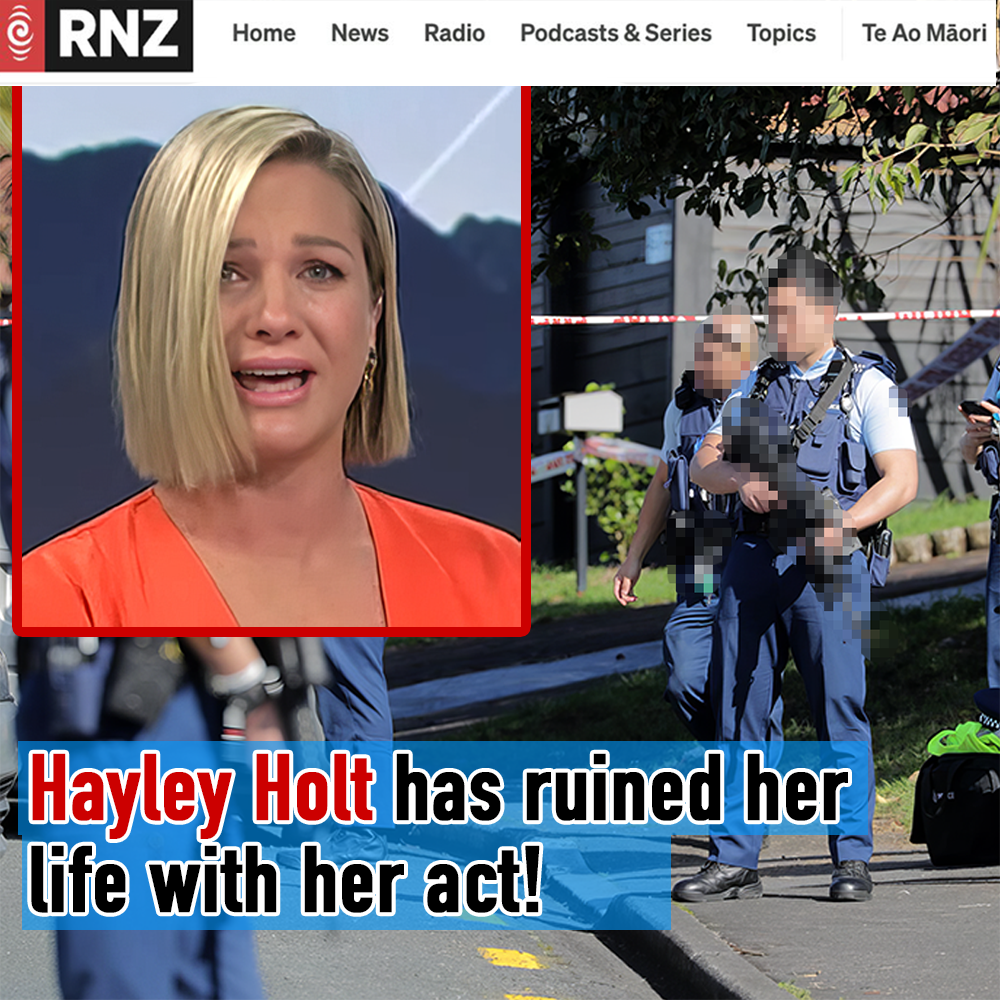 RNZ
Home News Radio Podcasts & Series Topics Te Ao Māori
Hayley Holt has ruined her
life with her act!